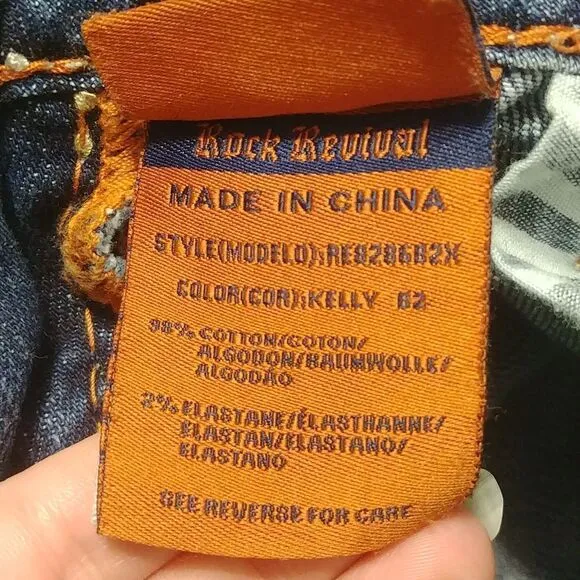 Rock Revival
MADE IN CHINA
STYLE(MODELO):RE8286B2X
COLOR(COR):KELLY B2
98% COTTON/COTON/
ALGODON/BAUMWOLLE/
ALGODÃO
2% ELASTANE/ÉLASTHANNE/
ELASTAN/ELASTANO/
ELASTANO
SEE REVERSE FOR CARE